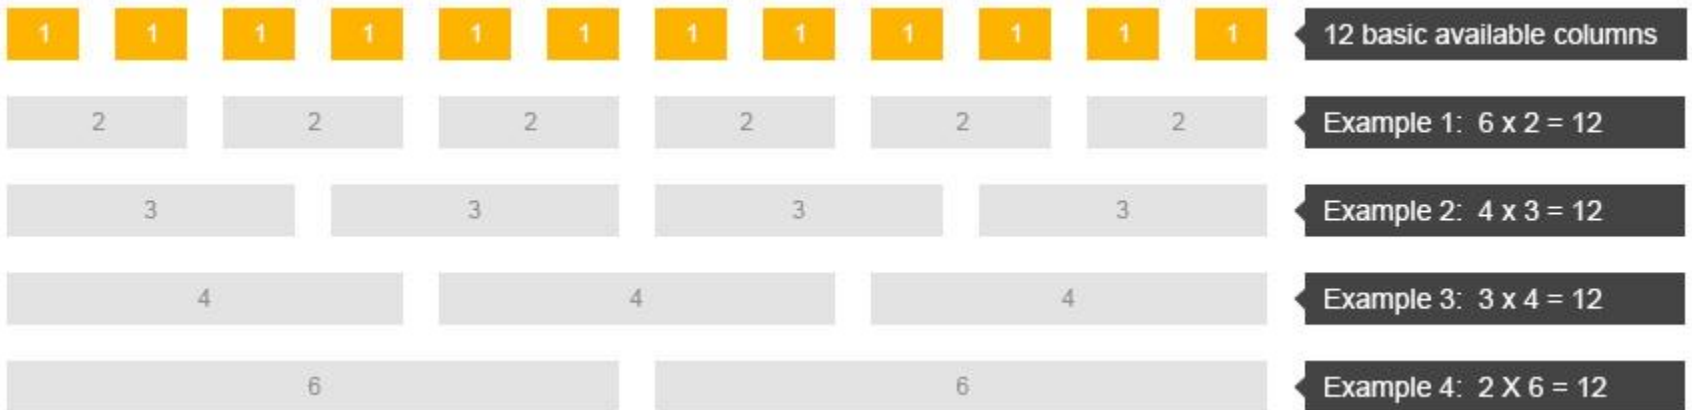 1 1 1 1 1 1 1 1 1 1 1 1 12 basic available columns
2 2 2 2 2 2 Example 1: 6 x 2 = 12
3 3 3 3 Example 2: 4 x 3 = 12
4 4 4 Example 3: 3 x 4 = 12
6 6 Example 4: 2 X 6 = 12